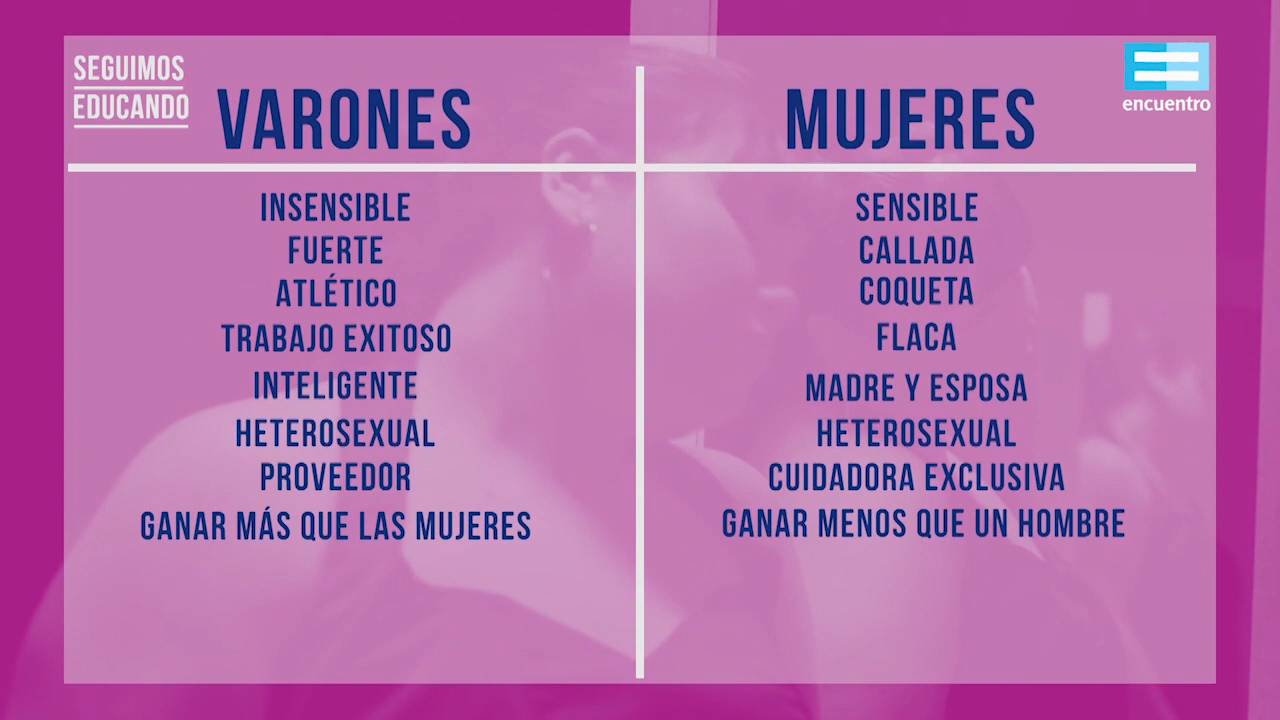 SEGUIMOS
EDUCANDO
encuentro
VARONES
INSENSIBLE
FUERTE
ATLÉTICO
TRABAJO EXITOSO
INTELIGENTE
HETEROSEXUAL
PROVEEDOR
GANAR MÁS QUE LAS MUJERES
MUJERES
SENSIBLE
CALLADA
COQUETA
FLACA
MADRE Y ESPOSA
HETEROSEXUAL
CUIDADORA EXCLUSIVA
GANAR MENOS QUE UN HOMBRE